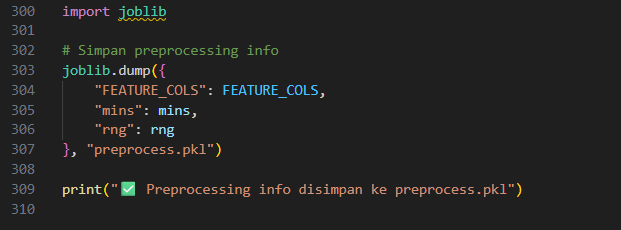 300 import joblib
301
302 # Simpan preprocessing info
303 joblib.dump({
304     "FEATURE_COLS": FEATURE_COLS,
305     "mins": mins,
306     "rng": rng
307 }, "preprocess.pkl")
308
309 print("✅ Preprocessing info disimpan ke preprocess.pkl")
310